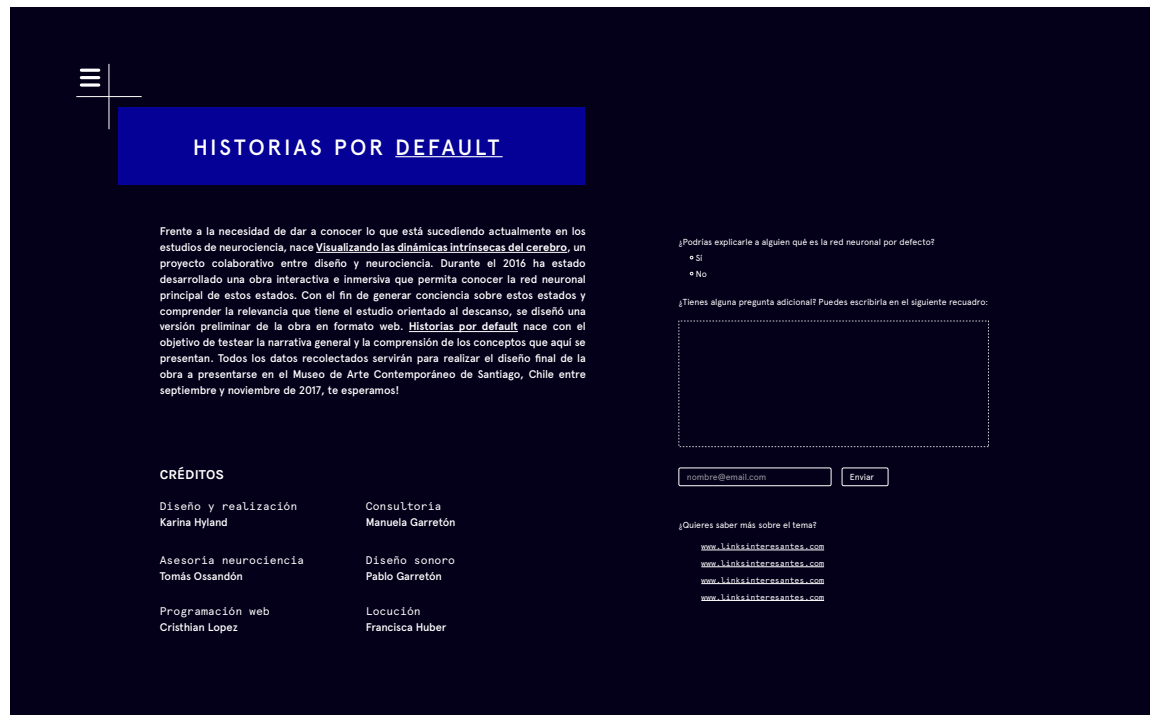 HISTORIAS POR DEFAULT
Frente a la necesidad de dar a conocer lo que está sucediendo actualmente en los
estudios de neurociencia, nace Visualizando las dinámicas intrínsecas del cerebro, un
proyecto colaborativo entre diseño y neurociencia. Durante el 2016 ha estado
desarrollado una obra interactiva e inmersiva que permita conocer la red neuronal
principal de estos estados. Con el fin de generar conciencia sobre estos estados y
comprender la relevancia que tiene el estudio orientado al descanso, se diseñó una
versión preliminar de la obra en formato web. Historias por default nace con el
objetivo de testear la narrativa general y la comprensión de los conceptos que aquí se
presentan. Todos los datos recolectados servirán para realizar el diseño final de la
obra a presentarse en el Museo de Arte Contemporáneo de Santiago, Chile entre
septiembre y noviembre de 2017, te esperamos!
CRÉDITOS
Diseño y realización
Karina Hyland
Consultoría
Manuela Garretón
Asesoría neurociencia
Tomás Ossandón
Diseño sonoro
Pablo Garretón
Programación web
Cristhian Lopez
Locución
Francisca Huber
¿Podrías explicarle a alguien qué es la red neuronal por defecto?
Sí
No
¿Tienes alguna pregunta adicional? Puedes escribirla en el siguiente recuadro:
nombre@email.com
Enviar
¿Quieres saber más sobre el tema?
www.linksinteresantes.com
www.linksinteresantes.com
www.linksinteresantes.com
www.linksinteresantes.com